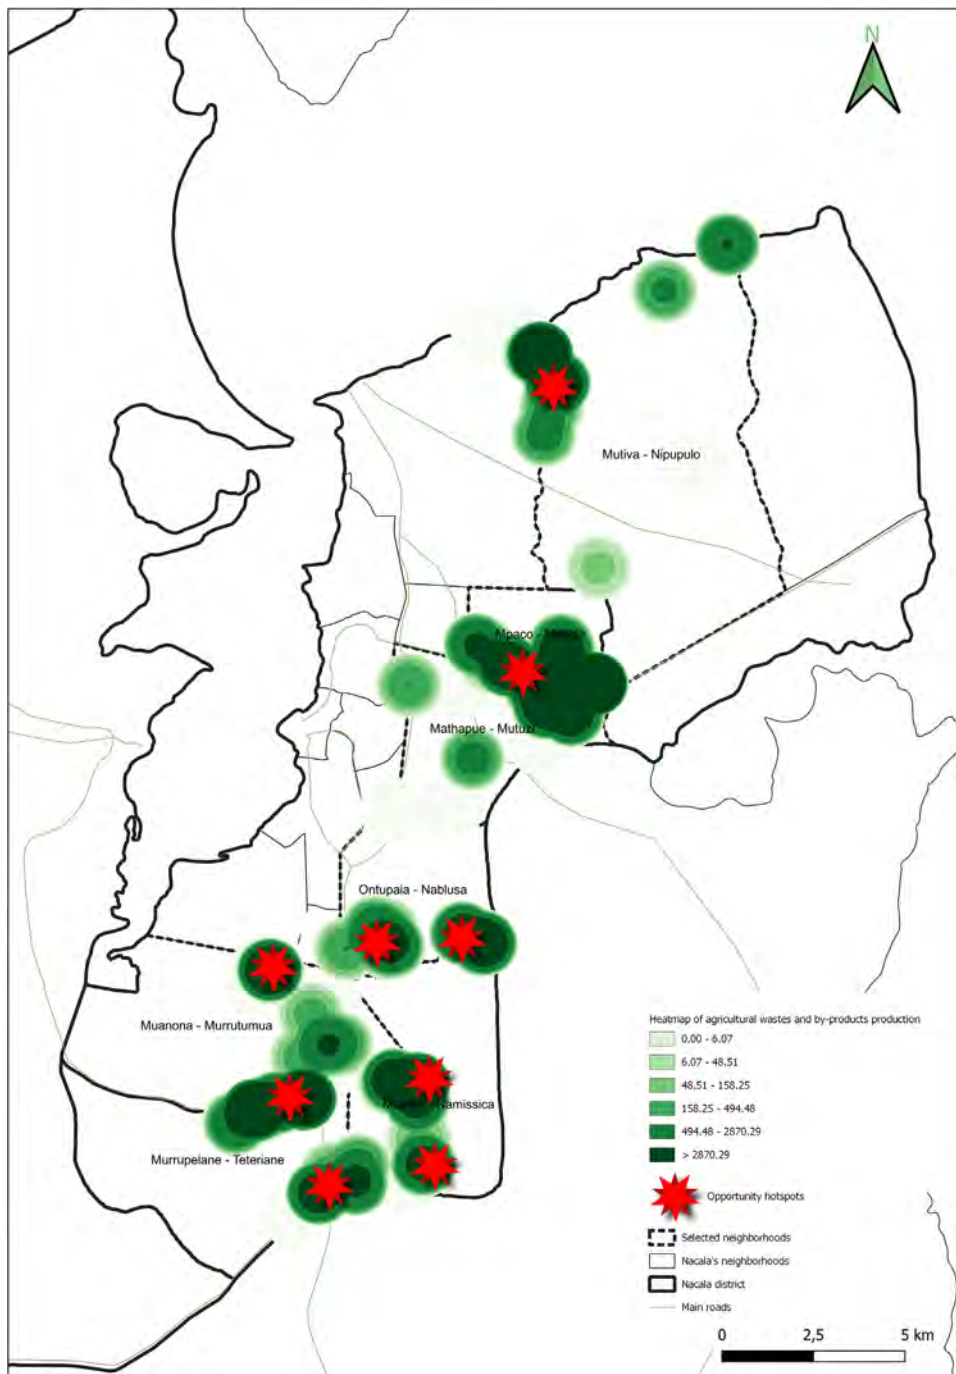 N
Mutiva - Nipupulo
Mpaco -
Mathapue - Mutuzi
Ontupaia - Nablusa
Muanona - Murrutumua
Namissica
Murrupelane - Teteriane
Heatmap of agricultural wastes and by-products production
0.00 - 6.07
6.07 - 48.51
48.51 - 158.25
158.25 - 494.48
494.48 - 2870.29
> 2870.29
Opportunity hotspots
Selected neighborhoods
Nacala's neighborhoods
Nacala district
Main roads
0 2,5 5 km